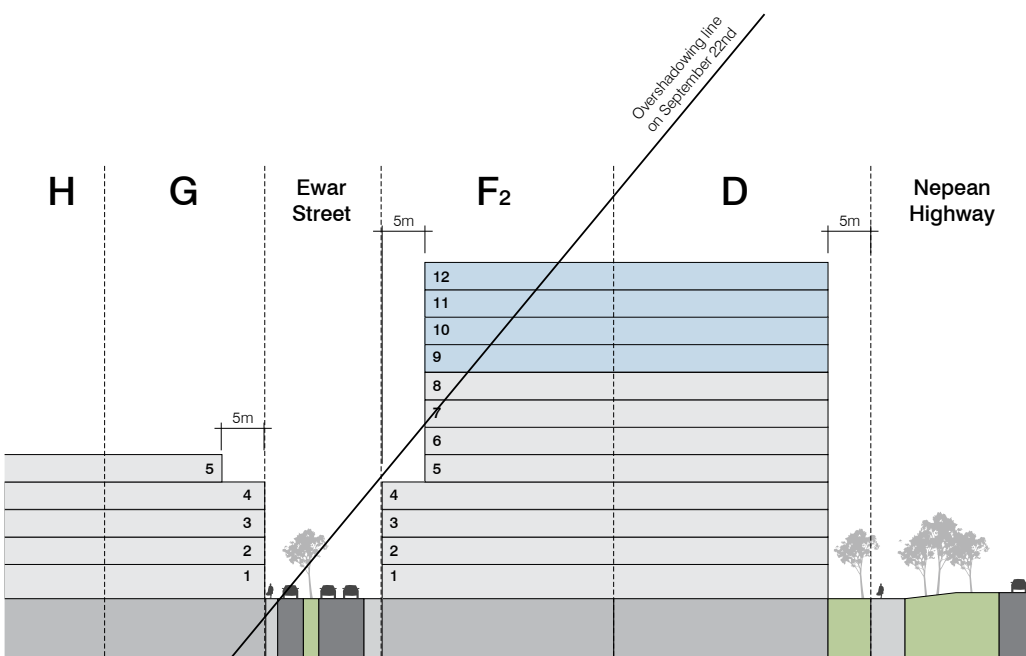 Overshadowing line
on September 22nd
H
G
Ewar
Street
F2
D
Nepean
Highway
5m
5m
12
11
10
9
8
7
6
5
4
3
2
1
5m
5
4
3
2
1